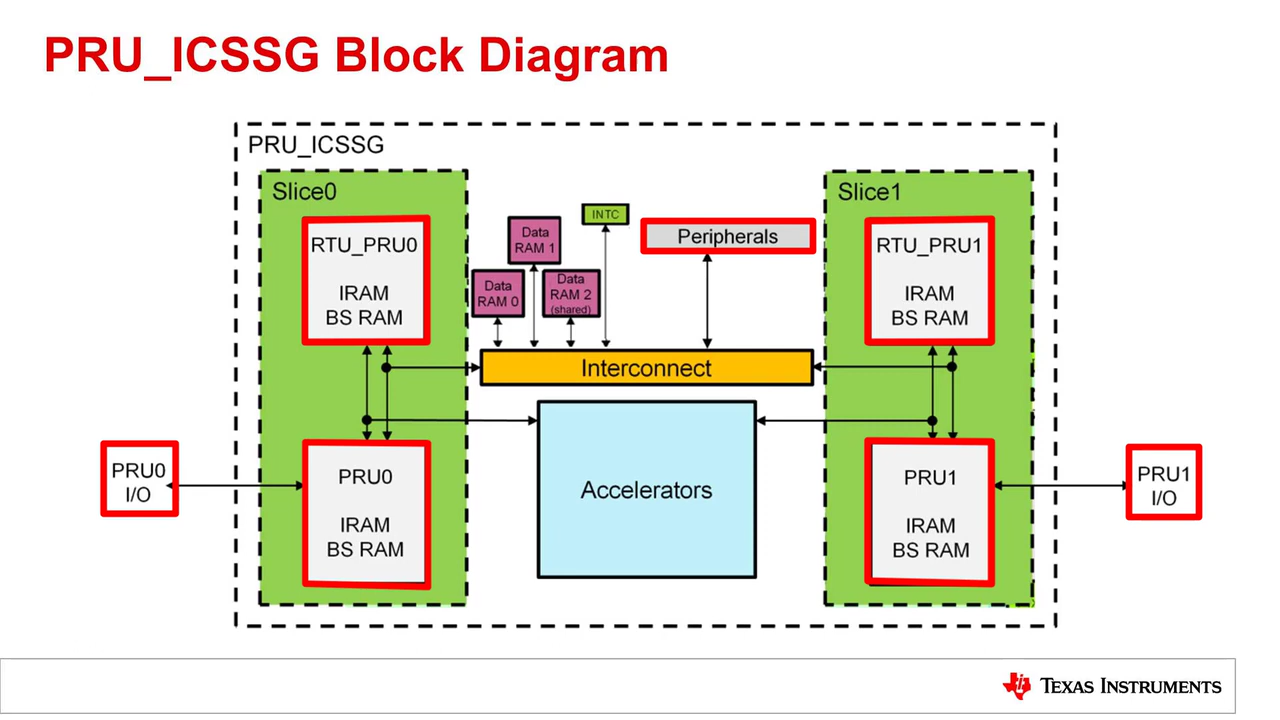 PRU_ICSSG Block Diagram
PRU_ICSSG
Slice0
RTU_PRU0
IRAM
BS RAM
PRU0
IRAM
BS RAM
PRU0
I/O
Data
RAM 0
Data
RAM 1
Data
RAM 2
(shared)
INTC
Peripherals
Interconnect
Accelerators
Slice1
RTU_PRU1
IRAM
BS RAM
PRU1
IRAM
BS RAM
PRU1
I/O
TEXAS INSTRUMENTS